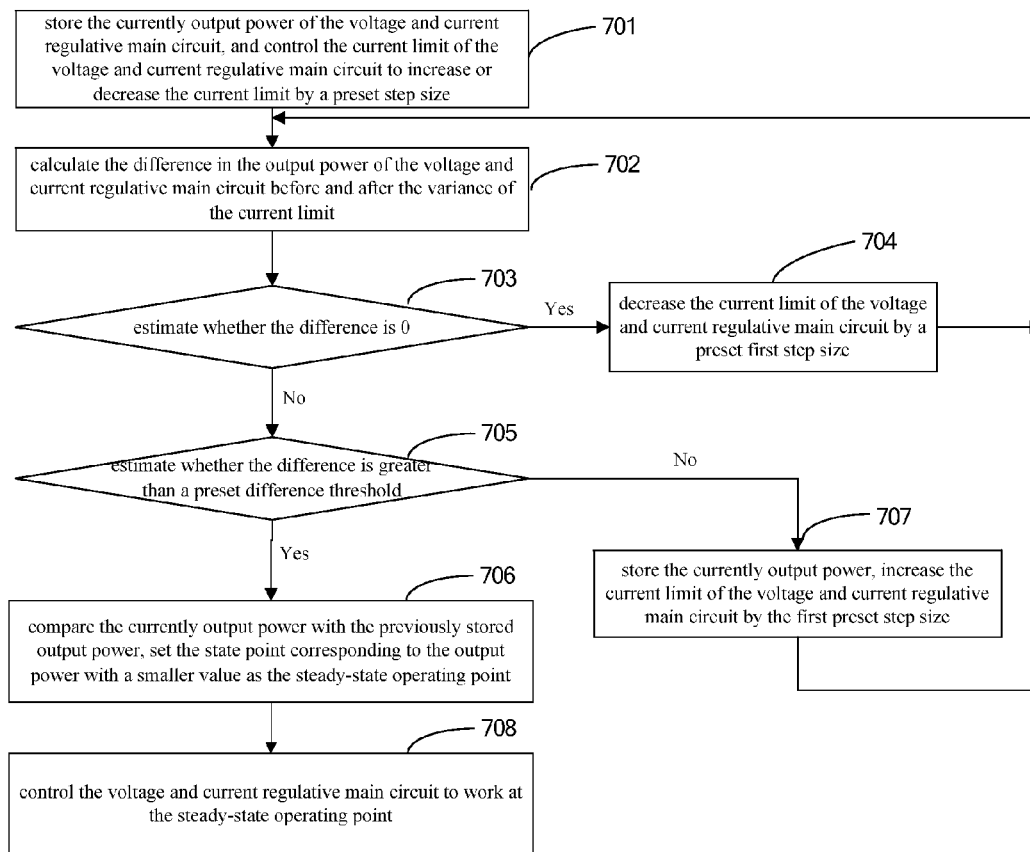 store the currently output power of the voltage and current
regulative main circuit, and control the current limit of the
voltage and current regulative main circuit to increase or
decrease the current limit by a preset step size
701
calculate the difference in the output power of the voltage and
current regulative main circuit before and after the variance of
the current limit
702
703
estimate whether the difference is 0
Yes
704
decrease the current limit of the voltage
and current regulative main circuit by a
preset first step size
No
705
estimate whether the difference is greater
than a preset difference threshold
No
Yes
707
store the currently output power, increase the
current limit of the voltage and current regulative
main circuit by the first preset step size
706
compare the currently output power with the previously stored
output power, set the state point corresponding to the output
power with a smaller value as the steady-state operating point
708
control the voltage and current regulative main circuit to work at
the steady-state operating point